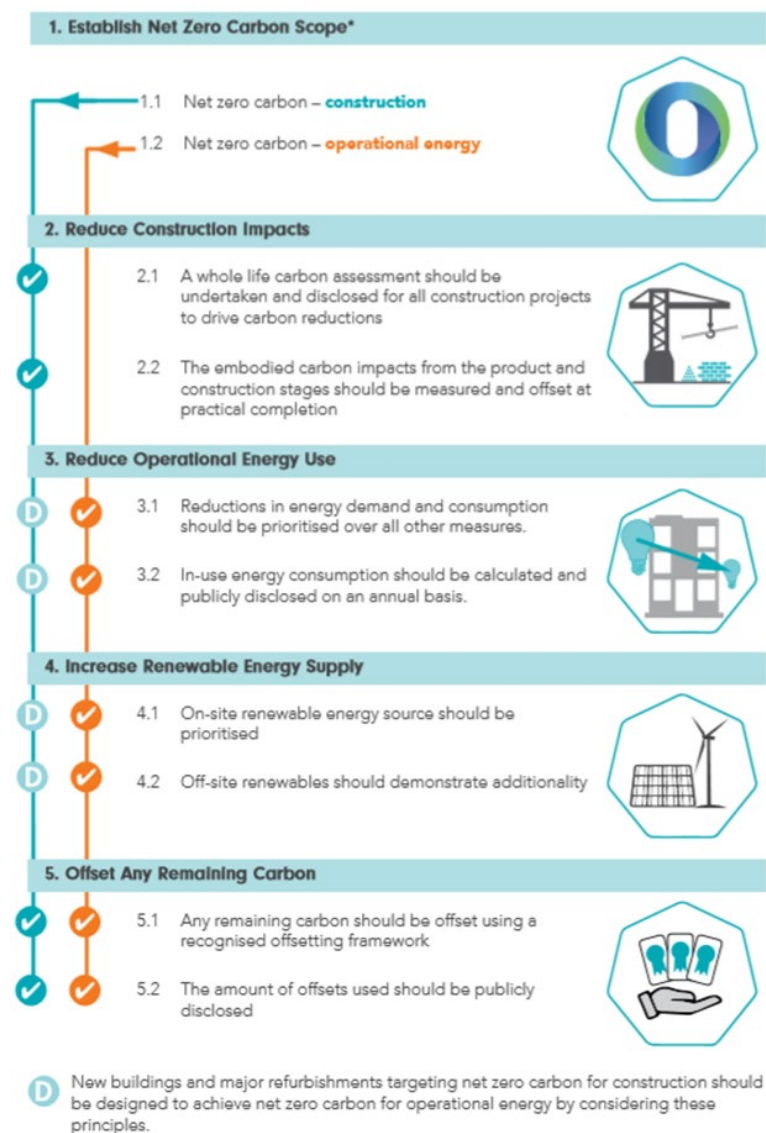 1. Establish Net Zero Carbon Scope*
1.1 Net zero carbon – construction
1.2 Net zero carbon – operational energy
2. Reduce Construction Impacts
2.1 A whole life carbon assessment should be
undertaken and disclosed for all construction projects
to drive carbon reductions
2.2 The embodied carbon impacts from the product and
construction stages should be measured and offset at
practical completion
3. Reduce Operational Energy Use
D 3.1 Reductions in energy demand and consumption
should be prioritised over all other measures.
D 3.2 In-use energy consumption should be calculated and
publicly disclosed on an annual basis.
4. Increase Renewable Energy Supply
D 4.1 On-site renewable energy source should be
prioritised
D 4.2 Off-site renewables should demonstrate additionality
5. Offset Any Remaining Carbon
5.1 Any remaining carbon should be offset using a
recognised offsetting framework
5.2 The amount of offsets used should be publicly
disclosed
D New buildings and major refurbishments targeting net zero carbon for construction should
be designed to achieve net zero carbon for operational energy by considering these
principles.